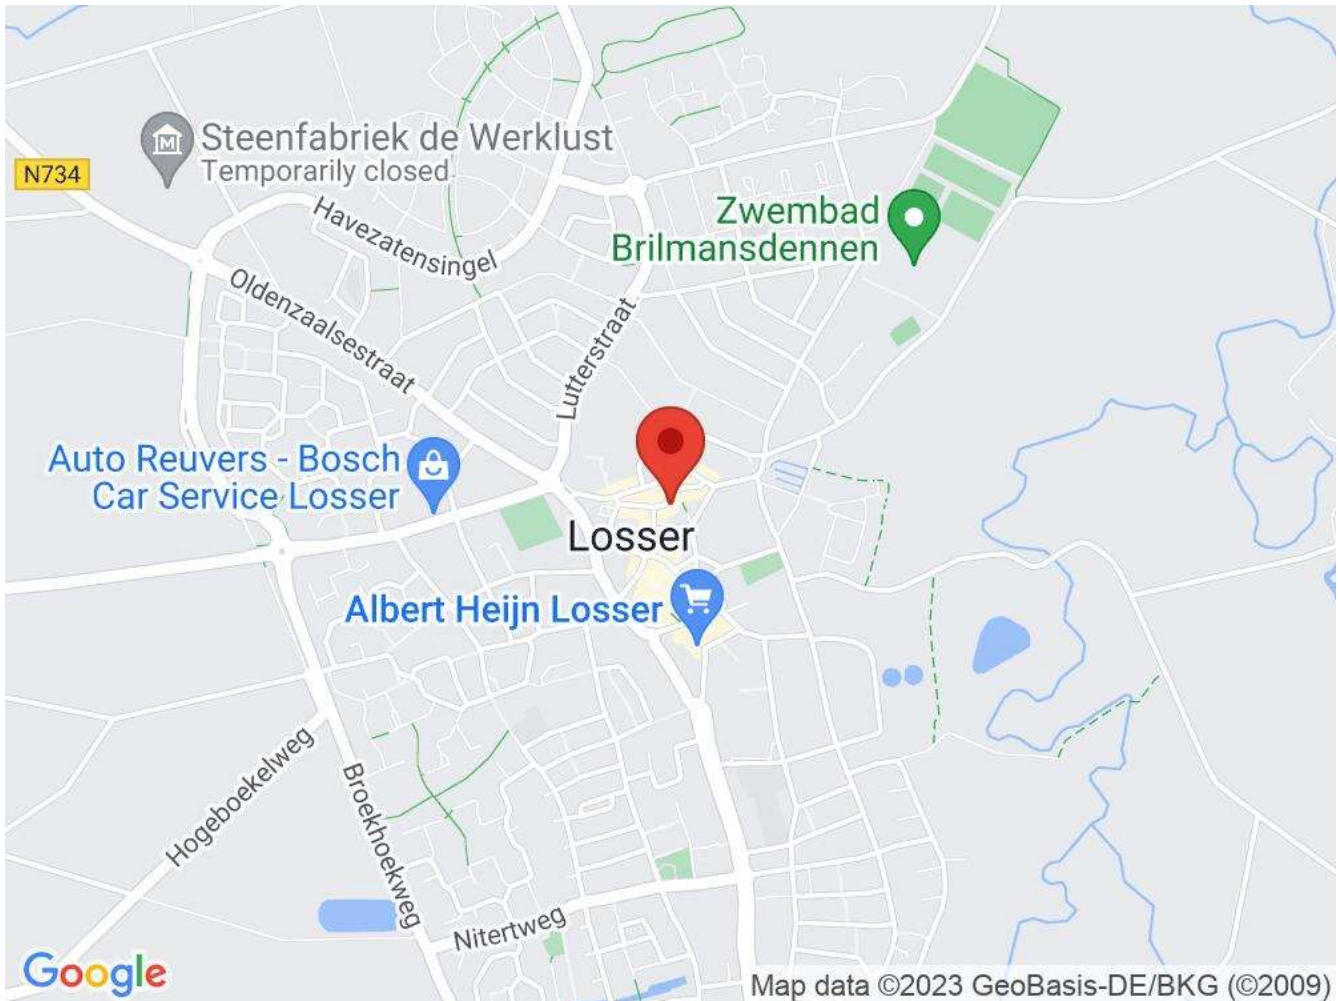 Steenfabriek de Werklust
Temporarily closed
N734
Havezatensingel
Zwembad
Brilmansdennen
Oldenzaalsestraat
Lutterstraat
Auto Reuvers - Bosch
Car Service Losser
Losser
Albert Heijn Losser
Hogeboekelweg
Broekhoekweg
Nitertweg
Google
Map data ©2023 GeoBasis-DE/BKG (©2009)